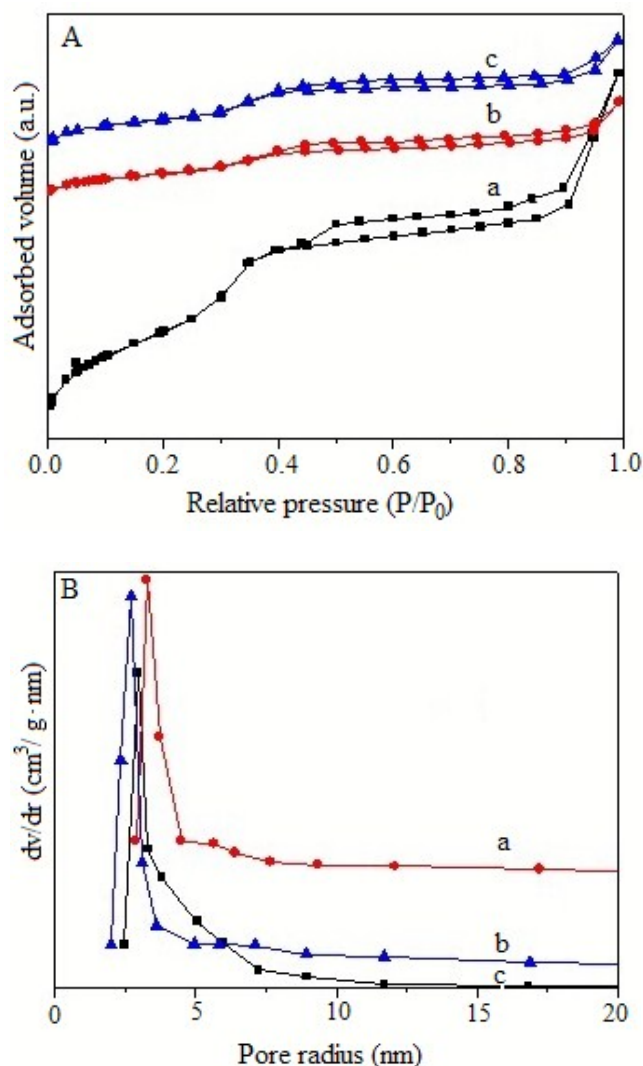 A
c
b
a
Adsorbed volume (a.u.)
0.0 0.2 0.4 0.6 0.8 1.0
Relative pressure (P/P₀)
B
a
b
c
dv/dr (cm³/ g · nm)
0 5 10 15 20
Pore radius (nm)